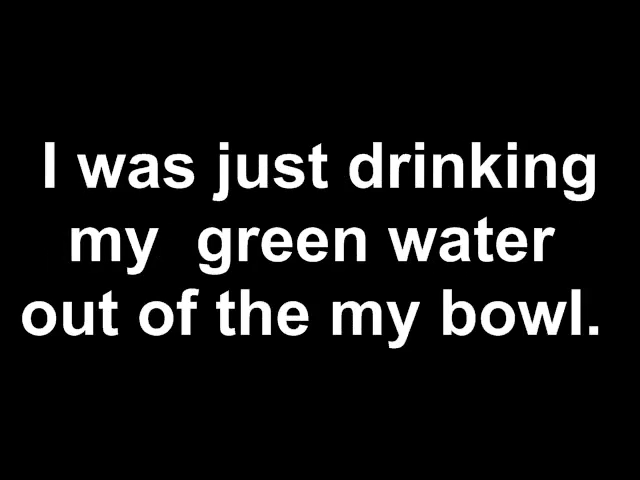 I was just drinking
my  green water
out of the my bowl.